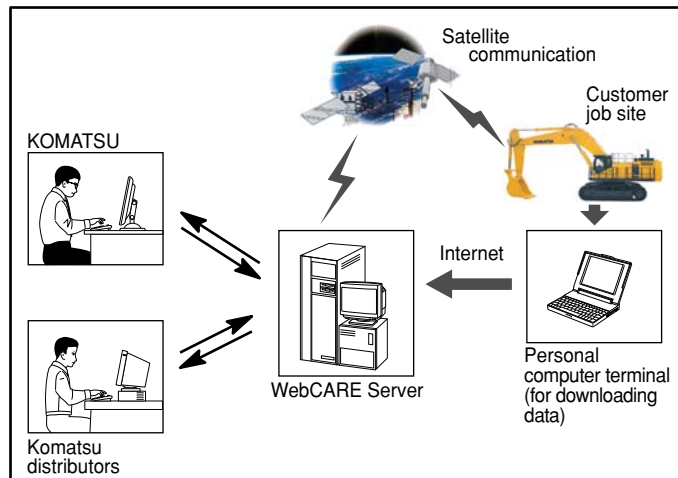 Satellite
communication
Customer
job site
KOMATSU
Internet
WebCARE Server
Personal
computer terminal
(for downloading
data)
Komatsu
distributors